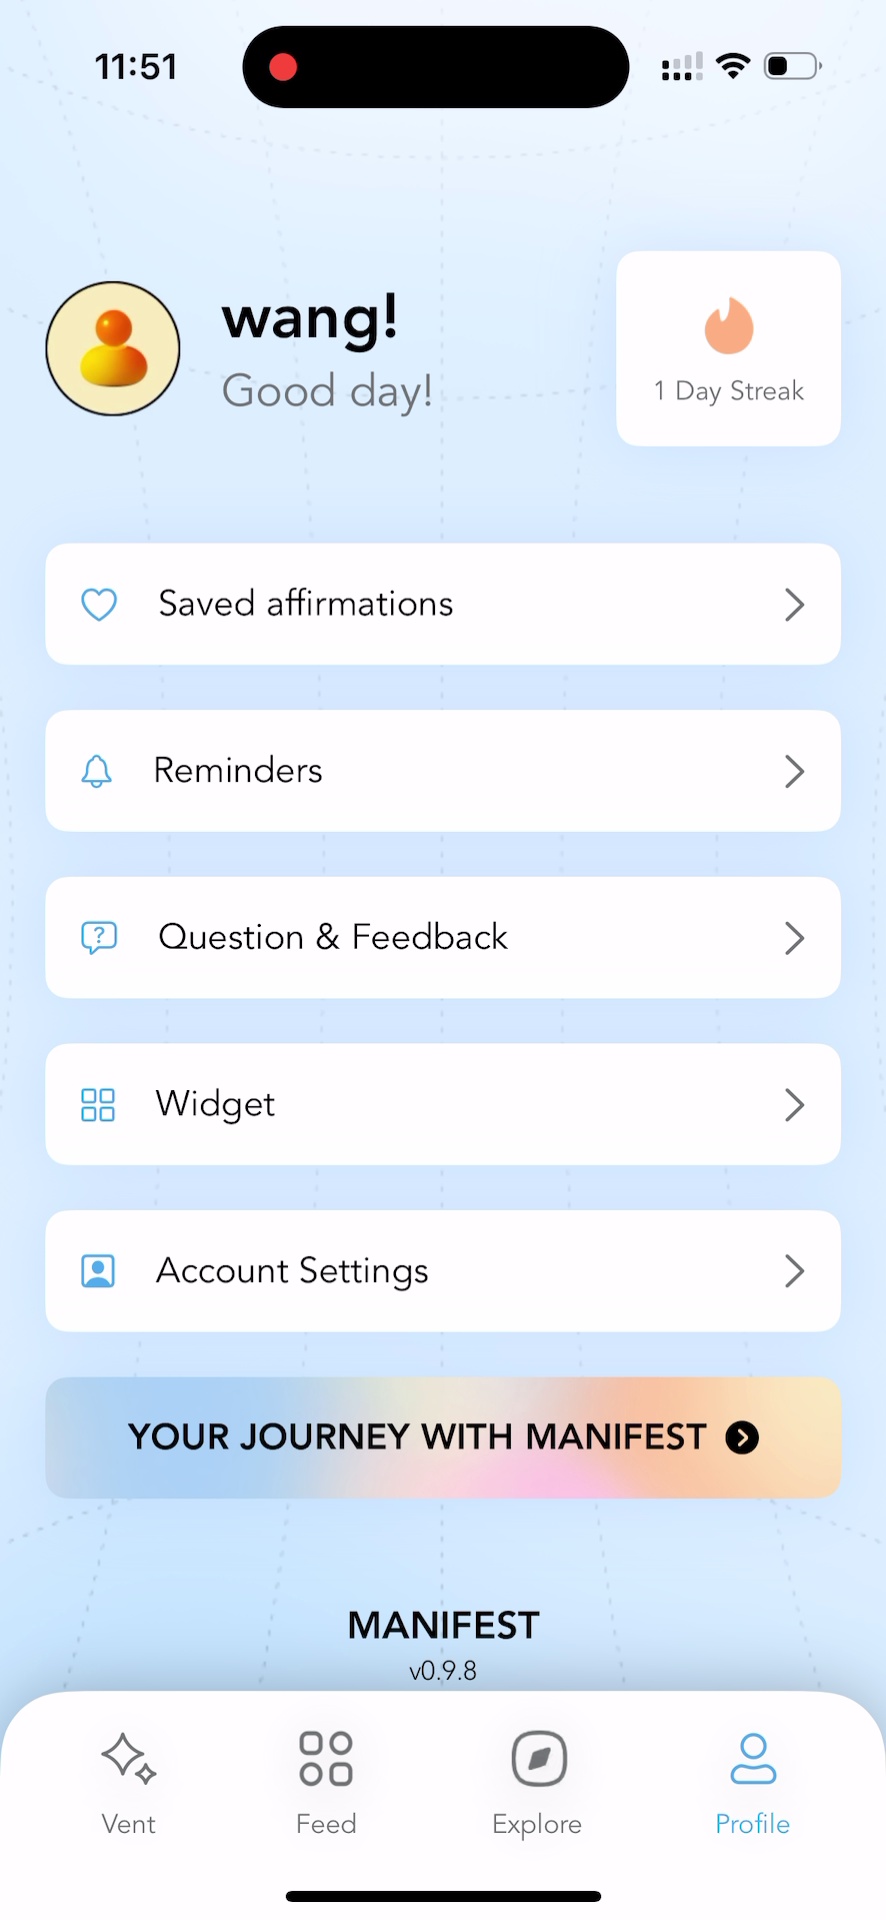 11:51
wang!
Good day!
1 Day Streak
Saved affirmations
Reminders
Question & Feedback
Widget
Account Settings
YOUR JOURNEY WITH MANIFEST
MANIFEST
v0.9.8
Vent
Feed
Explore
Profile